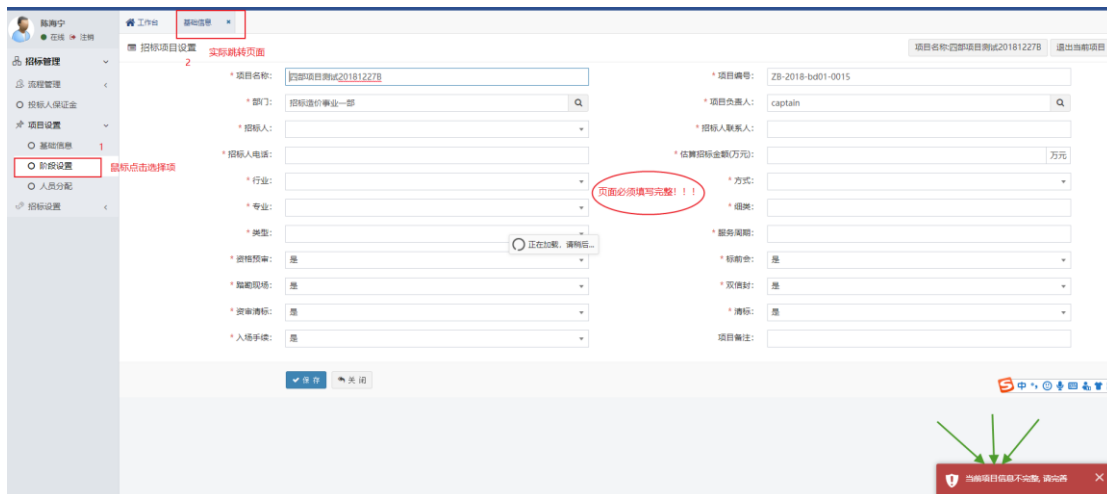 陈海宁
在线 注销
工作台 基础信息 ×
招标项目设置
项目名称:四部项目测试20181227B 退出当前项目
实际跳转页面
2
招标管理
流程管理
投标人保证金
项目设置
基础信息
1
阶段设置
鼠标点击选择项
人员分配
招标设置
* 项目名称: 四部项目测试20181227B * 项目编号: ZB-2018-bd01-0015
* 部门: 招标造价事业一部 * 项目负责人: captain
* 招标人: * 招标人联系人:
* 招标人电话: * 估算招标金额(万元): 万元
* 行业: * 方式:
页面必须填写完整！！！
* 专业: * 细类:
* 类型: * 服务周期:
正在加载，请稍后...
* 资格预审: 是 * 标前会: 是
* 踏勘现场: 是 * 双信封: 是
* 资审清标: 是 * 清标: 是
* 入场手续: 是 项目备注:
保 存 关 闭
中
当前项目信息不完整, 请完善 ×